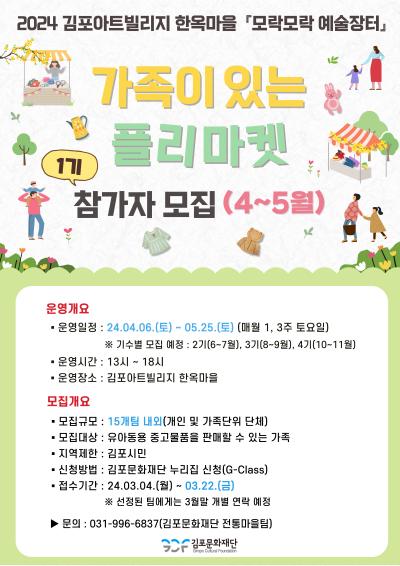 2024 김포아트빌리지 한옥마을 「모락모락 예술장터」
가족이 있는
플리마켓
1기
참가자 모집 (4~5월)
운영개요
▪ 운영일정 : 24.04.06.(토) ~ 05.25.(토) (매월 1, 3주 토요일)
※ 기수별 모집 예정 : 2기(6~7월), 3기(8~9월), 4기(10~11월)
▪ 운영시간 : 13시 ~ 18시
▪ 운영장소 : 김포아트빌리지 한옥마을
모집개요
▪ 모집규모 : 15개팀 내외(개인 및 가족단위 단체)
▪ 모집대상 : 유아동용 중고물품을 판매할 수 있는 가족
▪ 지역제한 : 김포시민
▪ 신청방법 : 김포문화재단 누리집 신청(G-Class)
▪ 접수기간 : 24.03.04.(월) ~ 03.22.(금)
※ 선정된 팀에게는 3월말 개별 연락 예정
▶ 문의 : 031-996-6837(김포문화재단 전통마을팀)
김포문화재단
Gimpo Cultural Foundation